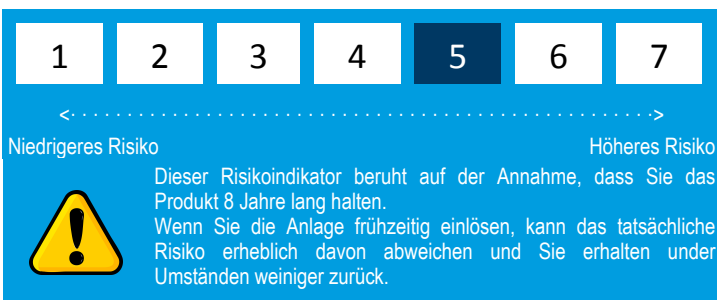 1 2 3 4 5 6 7
<· · · · · · · · · · · · · · · · · · · · · · · · · · · · · · · · · · · · · · · · · · · · · · · · · · · ·>
Niedrigeres Risiko Höheres Risiko
Dieser Risikoindikator beruht auf der Annahme, dass Sie das
Produkt 8 Jahre lang halten.
Wenn Sie die Anlage frühzeitig einlösen, kann das tatsächliche
Risiko erheblich davon abweichen und Sie erhalten under
Umständen weiniger zurück.